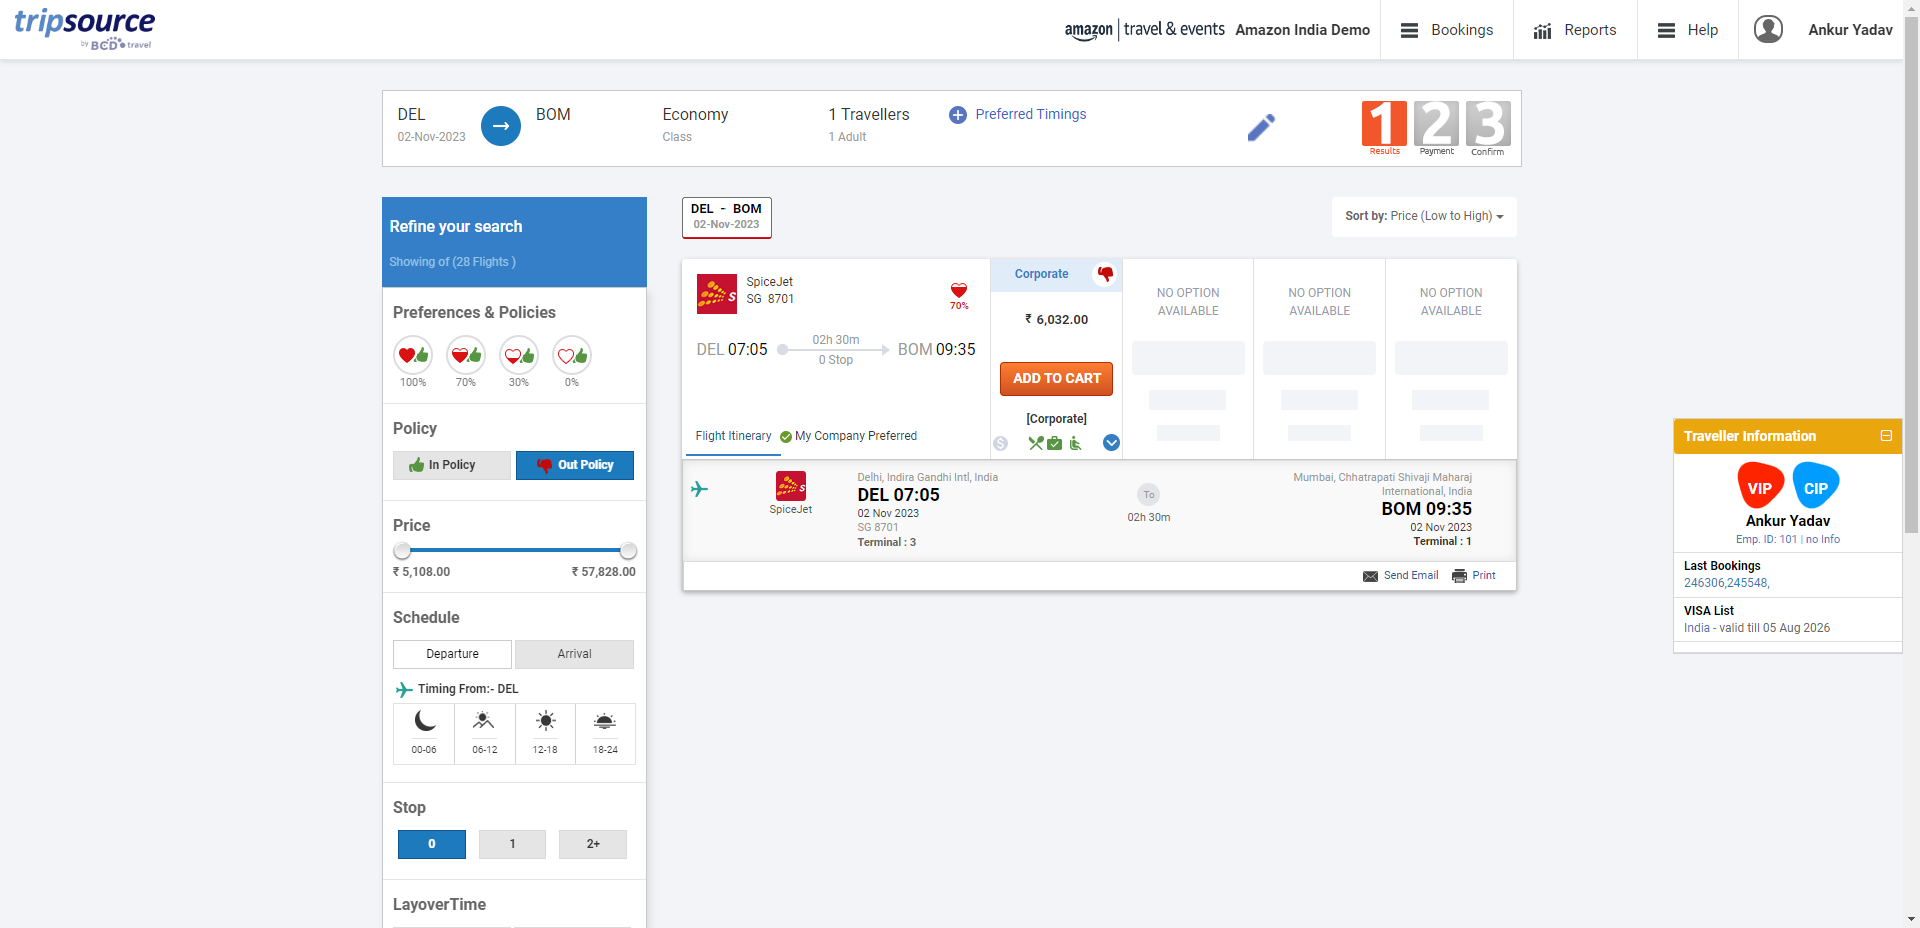 tripsource
by BCD travel
amazon travel & events Amazon India Demo
Bookings
Reports
Help
Ankur Yadav
DEL
02-Nov-2023
BOM
Economy
Class
1 Travellers
1 Adult
Preferred Timings
1 2 3
Results Payment Confirm
Refine your search
Showing of (28 Flights )
Preferences & Policies
100% 70% 30% 0%
Policy
In Policy Out Policy
Price
₹ 5,108.00 ₹ 57,828.00
Schedule
Departure Arrival
Timing From:- DEL
00-06 06-12 12-18 18-24
Stop
0 1 2+
LayoverTime
DEL - BOM
02-Nov-2023
Sort by: Price (Low to High)
SpiceJet
SG 8701
70%
DEL 07:05
02h 30m
0 Stop
BOM 09:35
Flight Itinerary My Company Preferred
Corporate
₹ 6,032.00
ADD TO CART
[Corporate]
NO OPTION
AVAILABLE
NO OPTION
AVAILABLE
NO OPTION
AVAILABLE
SpiceJet
Delhi, Indira Gandhi Intl, India
DEL 07:05
02 Nov 2023
SG 8701
Terminal : 3
To
02h 30m
Mumbai, Chhatrapati Shivaji Maharaj
International, India
BOM 09:35
02 Nov 2023
Terminal : 1
Send Email Print
Traveller Information
VIP CIP
Ankur Yadav
Emp. ID: 101 | no Info
Last Bookings
246306,245548,
VISA List
India - valid till 05 Aug 2026